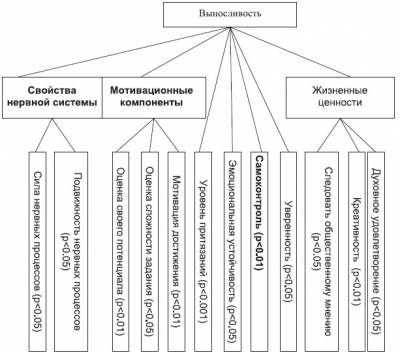 Выносливость
Свойства
нервной системы
Мотивационные
компоненты
Жизненные
ценности
Сила нервных процессов (p<0,05)
Подвижность нервных процессов
(p<0,05)
Оценка своего потенциала (p<0,01)
Оценка сложности задания (p<0,05)
Мотивация достижения (p<0,01)
Уровень притязаний (p<0,001)
Эмоциональная устойчивость (p<0,05)
Самоконтроль (p<0,01)
Уверенность (p<0,05)
Следовать общественному мнению
(p<0,05)
Креативность (p<0,01)
Духовное удовлетворение (p<0,05)